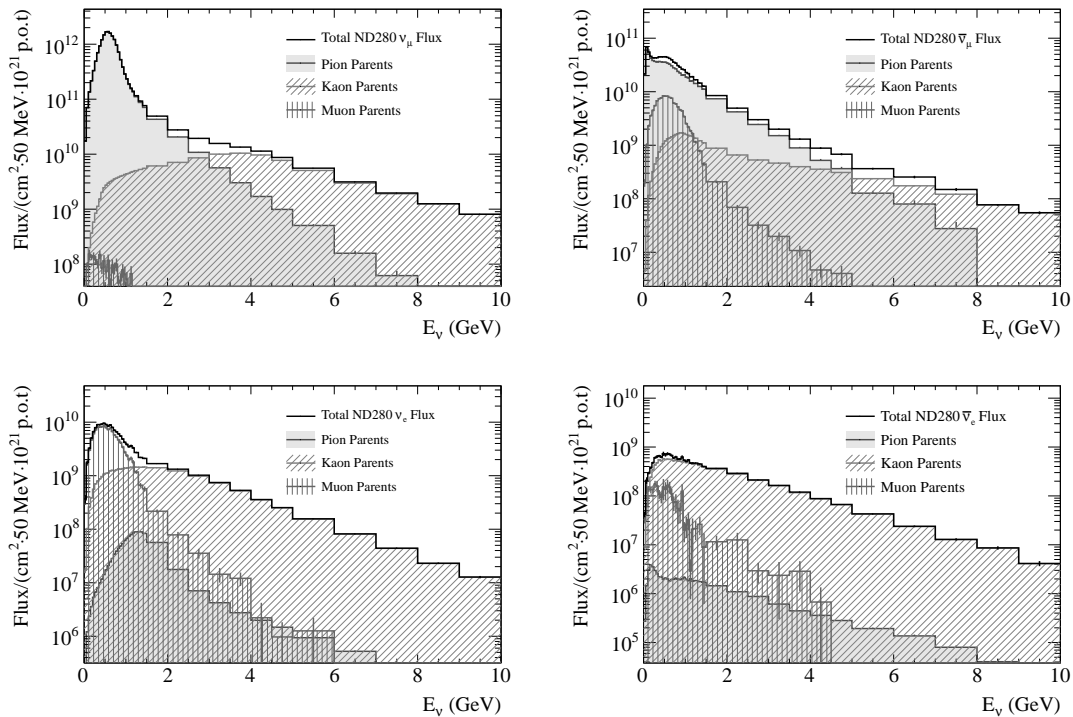 Flux/(cm²·50 MeV·10²¹ p.o.t)
10¹²
10¹¹
10¹⁰
10⁹
10⁸
Total ND280 νμ Flux
Pion Parents
Kaon Parents
Muon Parents
0 2 4 6 8 10
Eν (GeV)
Flux/(cm²·50 MeV·10²¹ p.o.t)
10¹¹
10¹⁰
10⁹
10⁸
10⁷
Total ND280 ν̅μ Flux
Pion Parents
Kaon Parents
Muon Parents
0 2 4 6 8 10
Eν (GeV)
Flux/(cm²·50 MeV·10²¹ p.o.t)
10¹⁰
10⁹
10⁸
10⁷
10⁶
Total ND280 νe Flux
Pion Parents
Kaon Parents
Muon Parents
0 2 4 6 8 10
Eν (GeV)
Flux/(cm²·50 MeV·10²¹ p.o.t)
10¹⁰
10⁹
10⁸
10⁷
10⁶
10⁵
Total ND280 ν̅e Flux
Pion Parents
Kaon Parents
Muon Parents
0 2 4 6 8 10
Eν (GeV)